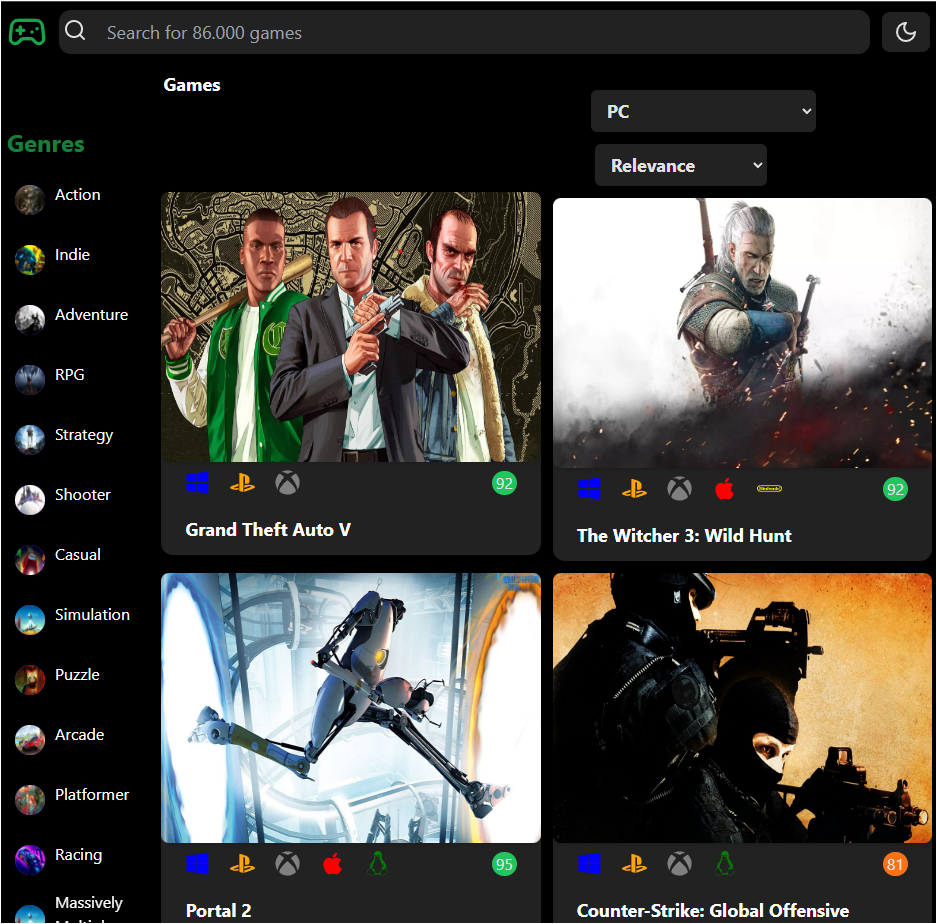 Search for 86.000 games
Games
PC
Relevance
Genres
Action
Indie
Adventure
RPG
Strategy
Shooter
Casual
Simulation
Puzzle
Arcade
Platformer
Racing
Massively
92
Grand Theft Auto V
Nintendo
92
The Witcher 3: Wild Hunt
95
Portal 2
81
Counter-Strike: Global Offensive